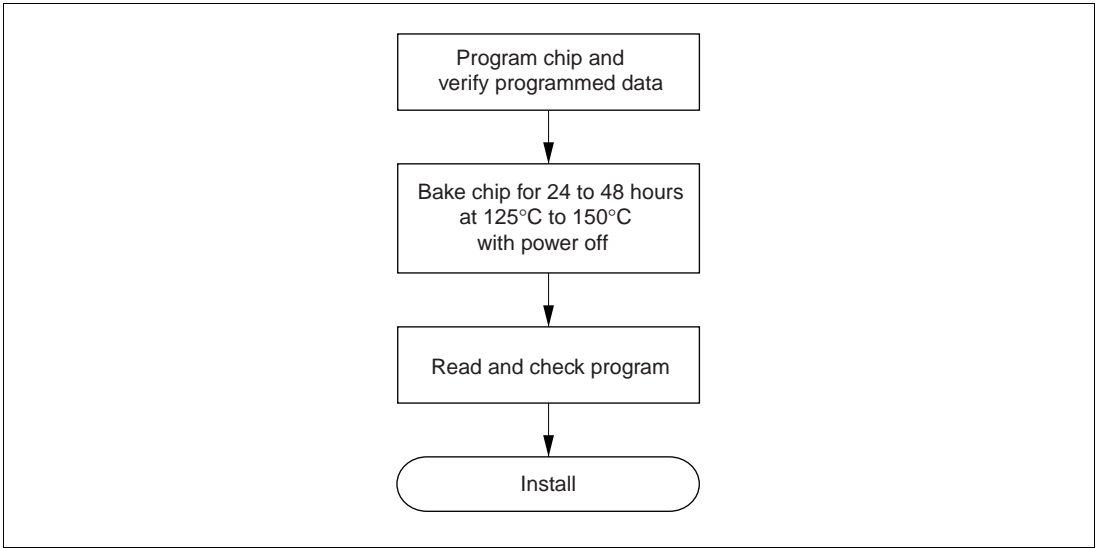 Program chip and
verify programmed data
Bake chip for 24 to 48 hours
at 125°C to 150°C
with power off
Read and check program
Install